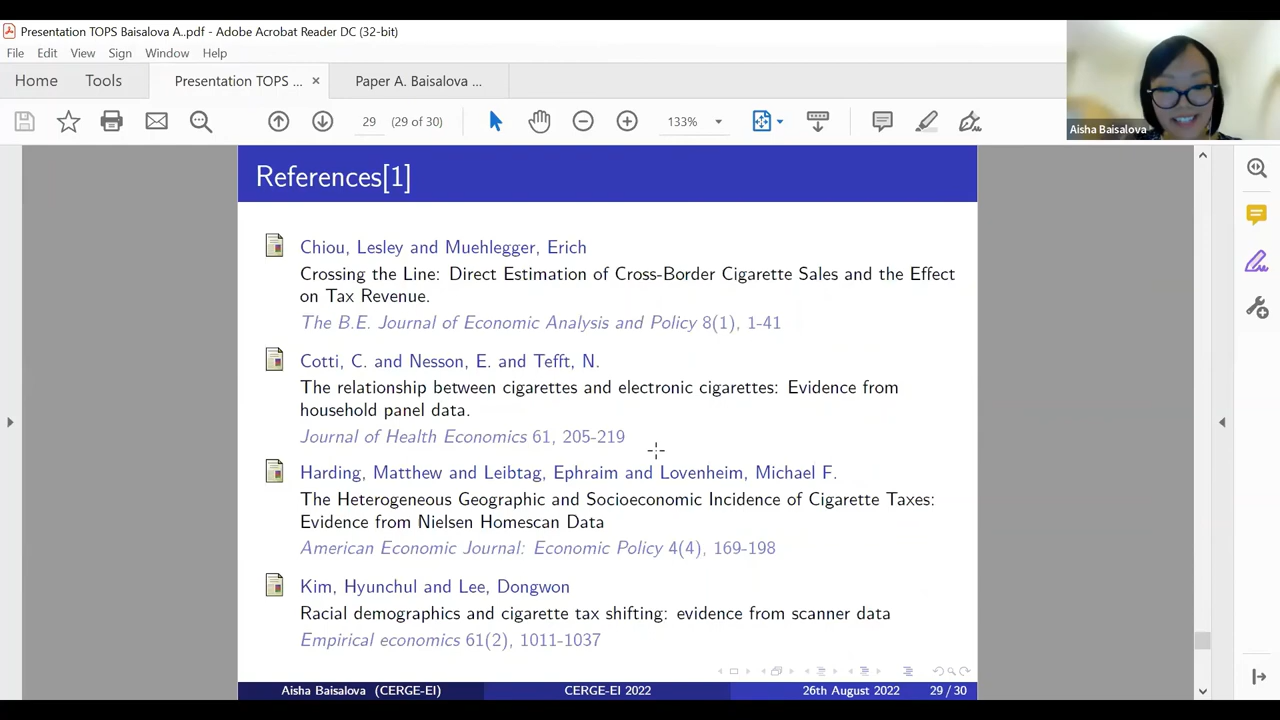 Presentation TOPS Baisalova A..pdf - Adobe Acrobat Reader DC (32-bit)
File Edit View Sign Window Help
Home Tools Presentation TOPS ... × Paper A. Baisalova ...
29 (29 of 30) 133%
Aisha Baisalova
References[1]
Chiou, Lesley and Muehlegger, Erich
Crossing the Line: Direct Estimation of Cross-Border Cigarette Sales and the Effect
on Tax Revenue.
The B.E. Journal of Economic Analysis and Policy 8(1), 1-41
Cotti, C. and Nesson, E. and Tefft, N.
The relationship between cigarettes and electronic cigarettes: Evidence from
household panel data.
Journal of Health Economics 61, 205-219
Harding, Matthew and Leibtag, Ephraim and Lovenheim, Michael F.
The Heterogeneous Geographic and Socioeconomic Incidence of Cigarette Taxes:
Evidence from Nielsen Homescan Data
American Economic Journal: Economic Policy 4(4), 169-198
Kim, Hyunchul and Lee, Dongwon
Racial demographics and cigarette tax shifting: evidence from scanner data
Empirical economics 61(2), 1011-1037
Aisha Baisalova (CERGE-EI) CERGE-EI 2022 26th August 2022 29 / 30